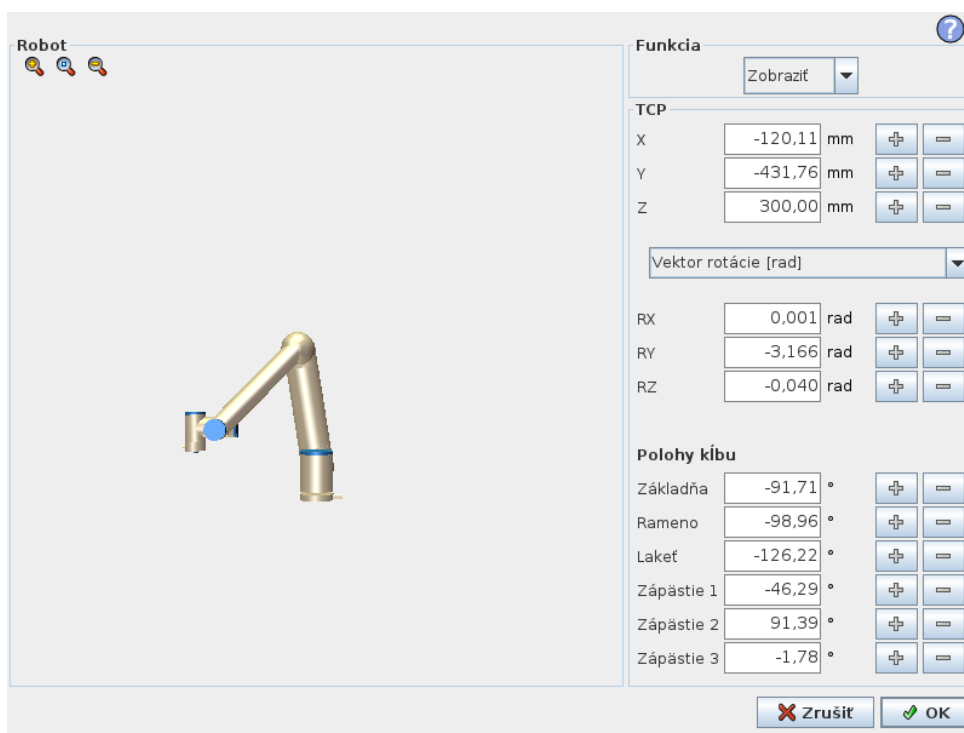 Robot
Funkcia
Zobraziť
TCP
X -120,11 mm
Y -431,76 mm
Z 300,00 mm
Vektor rotácie [rad]
RX 0,001 rad
RY -3,166 rad
RZ -0,040 rad
Polohy kĺbu
Základňa -91,71 °
Rameno -98,96 °
Lakeť -126,22 °
Zápästie 1 -46,29 °
Zápästie 2 91,39 °
Zápästie 3 -1,78 °
Zrušiť OK